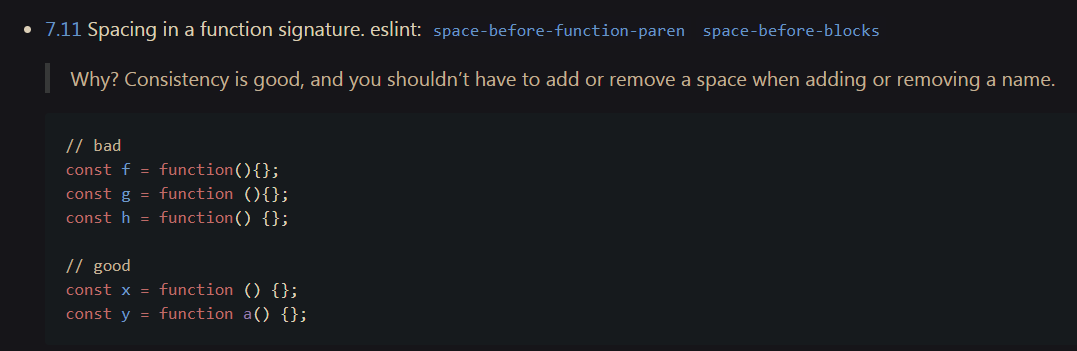 7.11 Spacing in a function signature. eslint: space-before-function-paren space-before-blocks
Why? Consistency is good, and you shouldn’t have to add or remove a space when adding or removing a name.
// bad
const f = function(){};
const g = function (){};
const h = function() {};
// good
const x = function () {};
const y = function a() {};